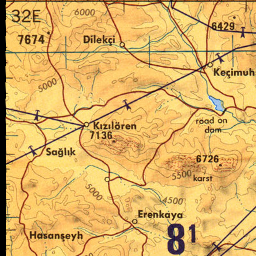 32E
7674
Dilekçi
6429
Keçimuh
Kızılören
7136
road on
dam
Sağlık
6726
5500
karst
5000
5000
4500
Erenkaya
Hasanşeyh
81